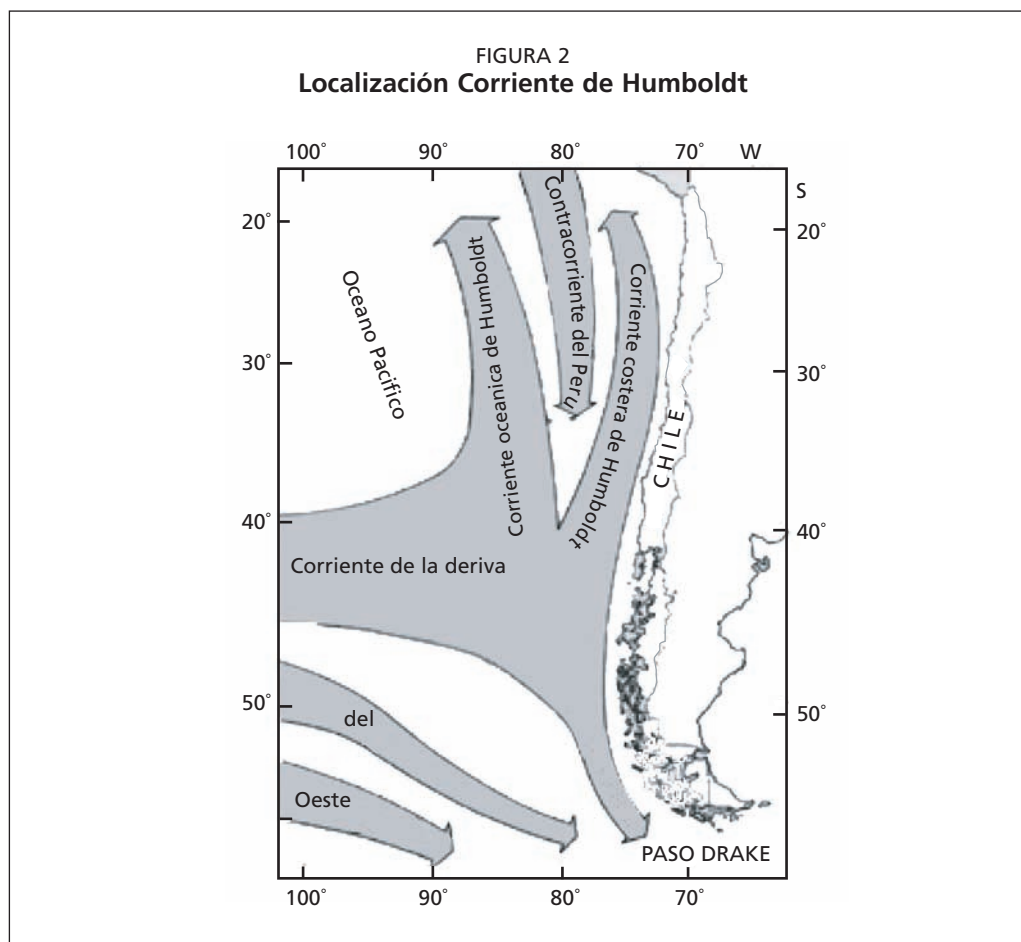 FIGURA 2
Localización Corriente de Humboldt
100° 90° 80° 70° W
S
20° 20°
30° 30°
40° 40°
50° 50°
Oceano Pacifico
Corriente oceanica de Humboldt
Contracorriente del Peru
Corriente costera de Humboldt
CHILE
Corriente de la deriva
del
Oeste
PASO DRAKE
100° 90° 80° 70°